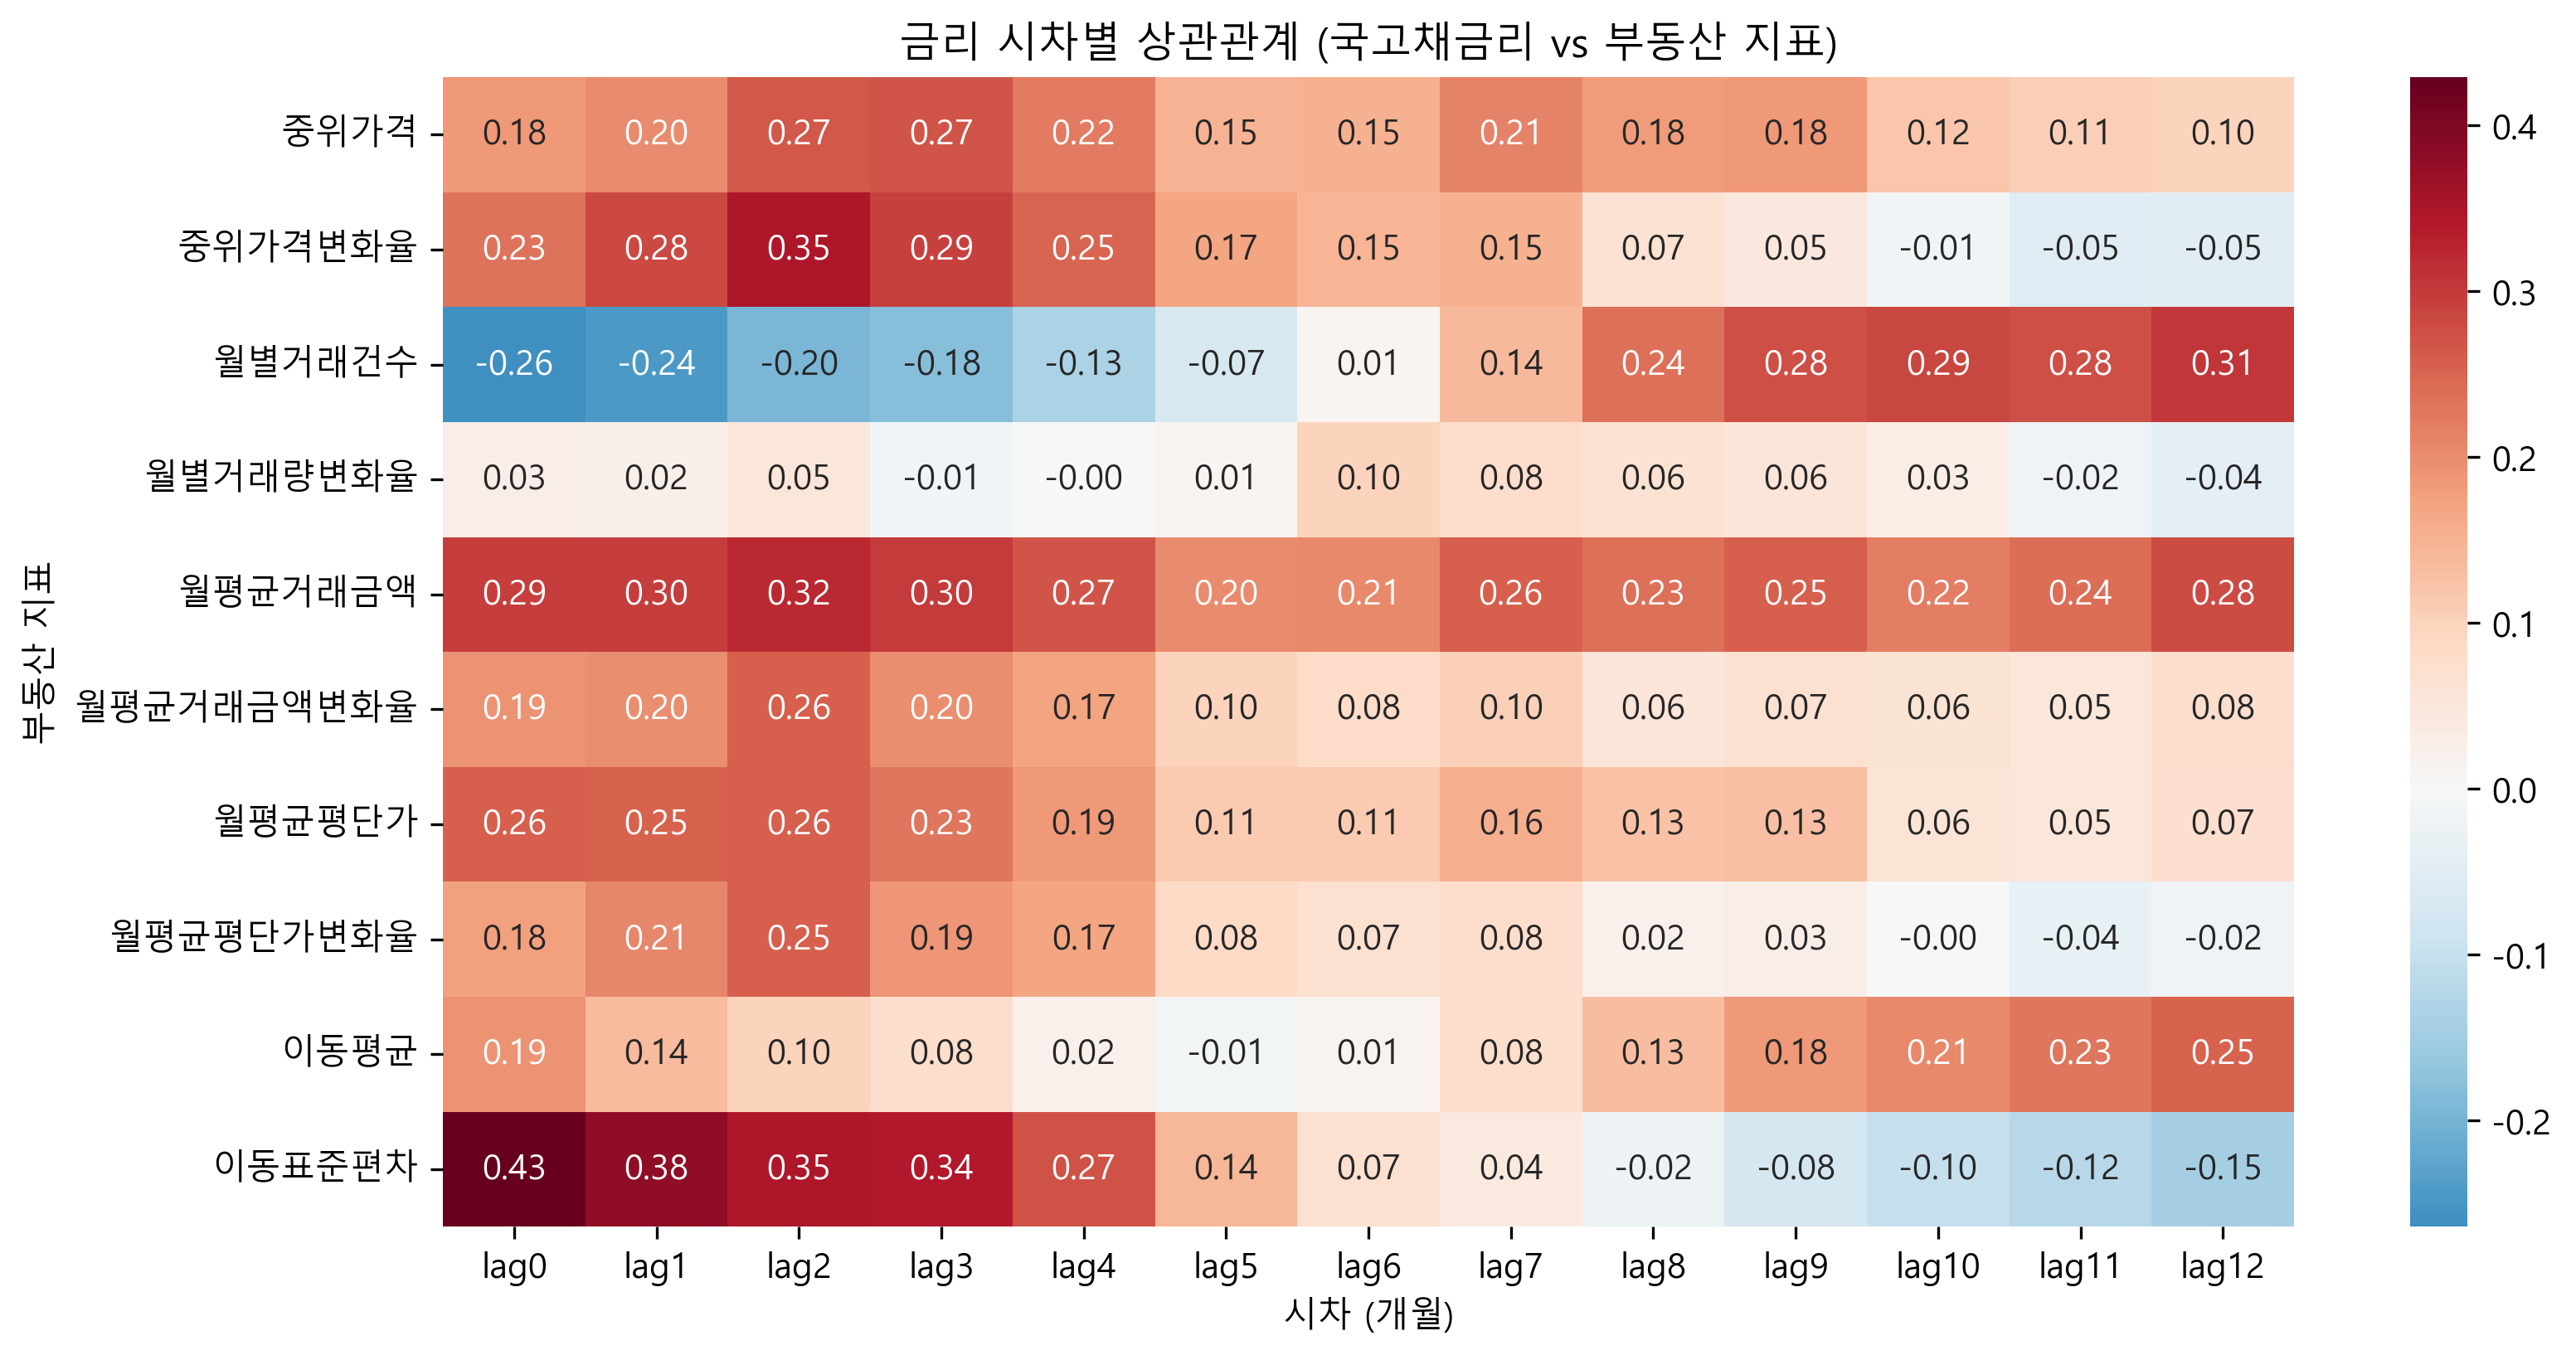 금리 시차별 상관관계 (국고채금리 vs 부동산 지표)
부동산 지표
중위가격 0.18 0.20 0.27 0.27 0.22 0.15 0.15 0.21 0.18 0.18 0.12 0.11 0.10
중위가격변화율 0.23 0.28 0.35 0.29 0.25 0.17 0.15 0.15 0.07 0.05 -0.01 -0.05 -0.05
월별거래건수 -0.26 -0.24 -0.20 -0.18 -0.13 -0.07 0.01 0.14 0.24 0.28 0.29 0.28 0.31
월별거래량변화율 0.03 0.02 0.05 -0.01 -0.00 0.01 0.10 0.08 0.06 0.06 0.03 -0.02 -0.04
월평균거래금액 0.29 0.30 0.32 0.30 0.27 0.20 0.21 0.26 0.23 0.25 0.22 0.24 0.28
월평균거래금액변화율 0.19 0.20 0.26 0.20 0.17 0.10 0.08 0.10 0.06 0.07 0.06 0.05 0.08
월평균평단가 0.26 0.25 0.26 0.23 0.19 0.11 0.11 0.16 0.13 0.13 0.06 0.05 0.07
월평균평단가변화율 0.18 0.21 0.25 0.19 0.17 0.08 0.07 0.08 0.02 0.03 -0.00 -0.04 -0.02
이동평균 0.19 0.14 0.10 0.08 0.02 -0.01 0.01 0.08 0.13 0.18 0.21 0.23 0.25
이동표준편차 0.43 0.38 0.35 0.34 0.27 0.14 0.07 0.04 -0.02 -0.08 -0.10 -0.12 -0.15
lag0 lag1 lag2 lag3 lag4 lag5 lag6 lag7 lag8 lag9 lag10 lag11 lag12
시차 (개월)
0.4
0.3
0.2
0.1
0.0
-0.1
-0.2